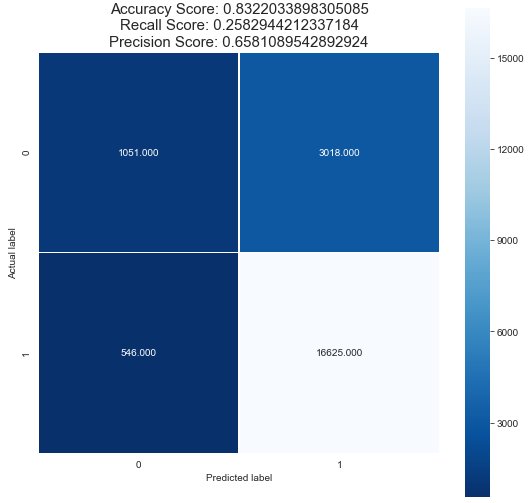 Accuracy Score: 0.8322033898305085
Recall Score: 0.2582944212337184
Precision Score: 0.6581089542892924
15000
12000
9000
6000
3000
0
1051.000
3018.000
Actual label
1
546.000
16625.000
0
1
Predicted label